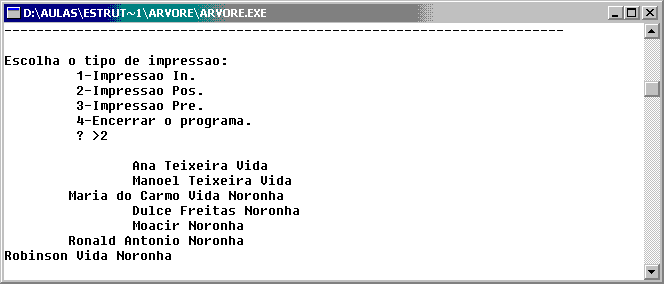 D:\AULAS\ESTRUT~1\ARVORE\ARVORE.EXE
----------------------------------------------------------------------
Escolha o tipo de impressao:
1-Impressao In.
2-Impressao Pos.
3-Impressao Pre.
4-Encerrar o programa.
? >2
Ana Teixeira Vida
Manoel Teixeira Vida
Maria do Carmo Vida Noronha
Dulce Freitas Noronha
Moacir Noronha
Ronald Antonio Noronha
Robinson Vida Noronha